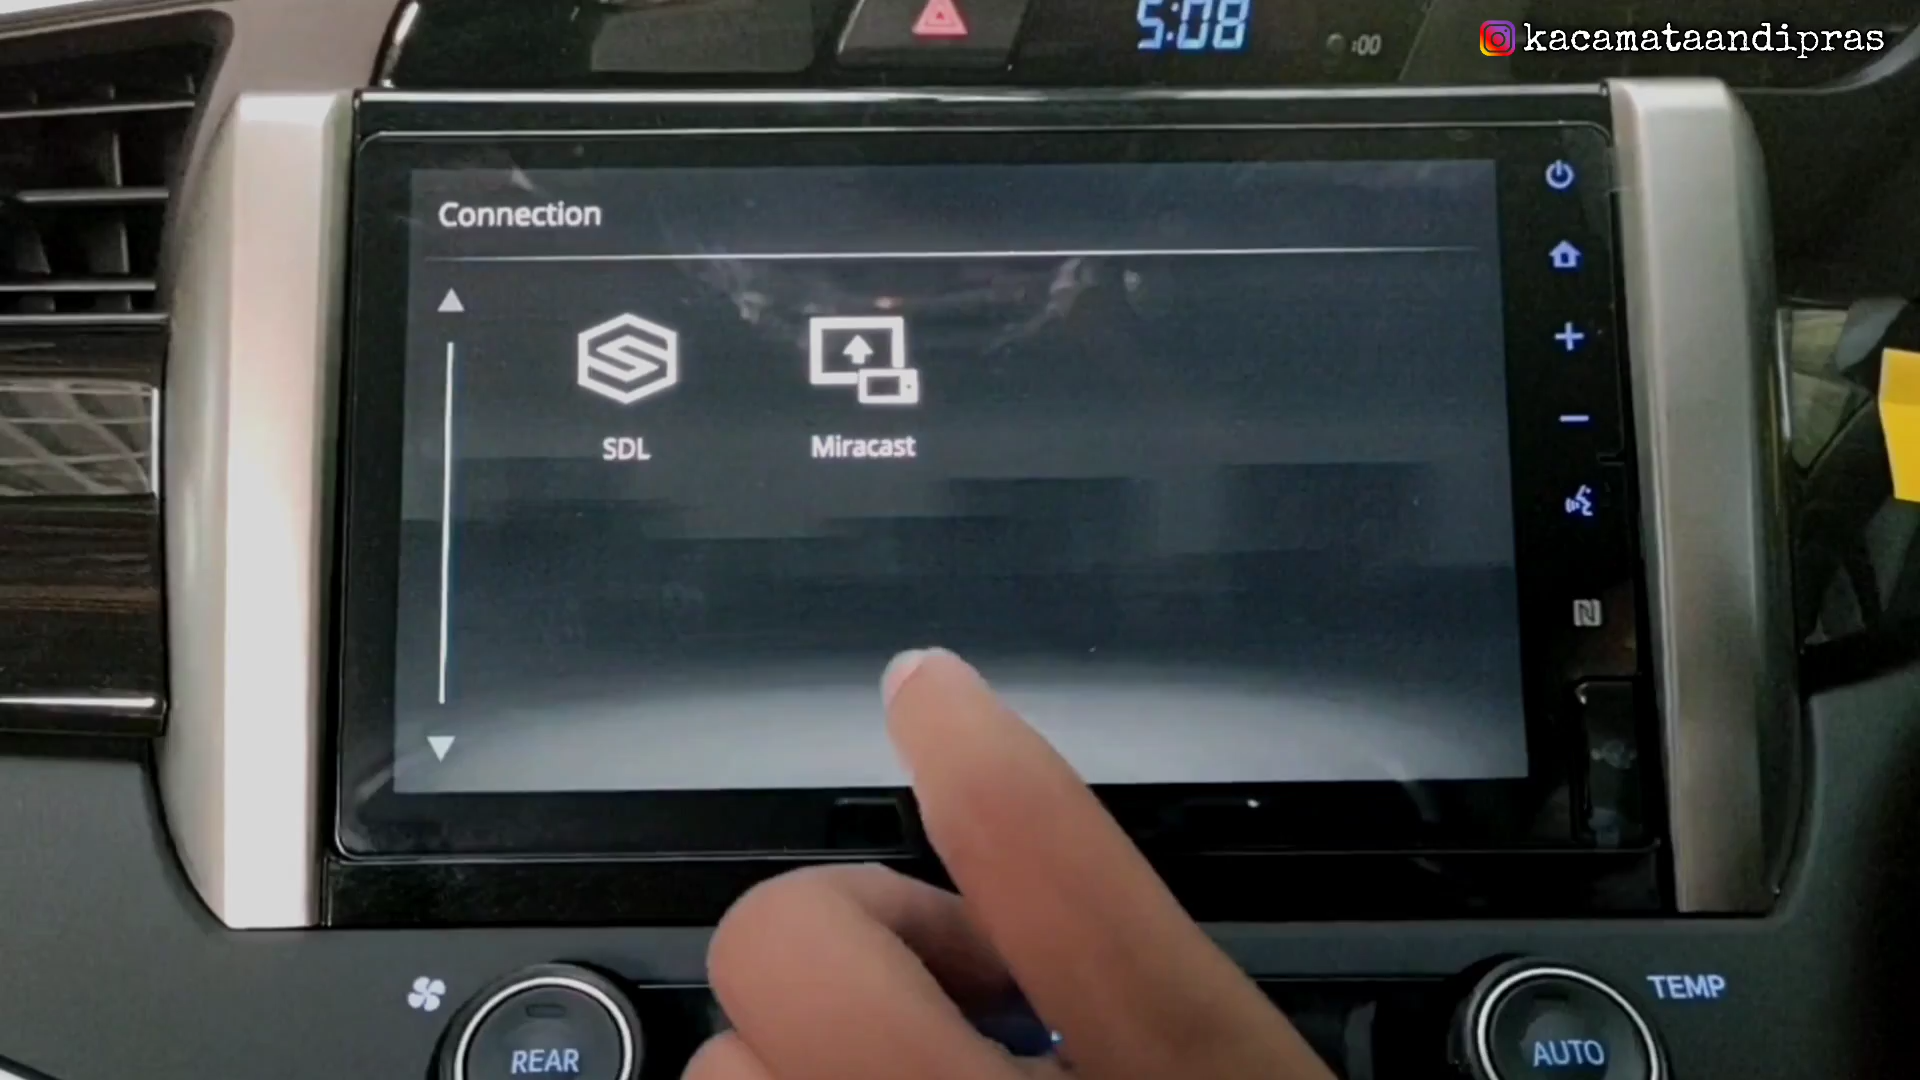 5:08
:00
kacamataandipras
Connection
SDL
Miracast
TEMP
REAR
AUTO